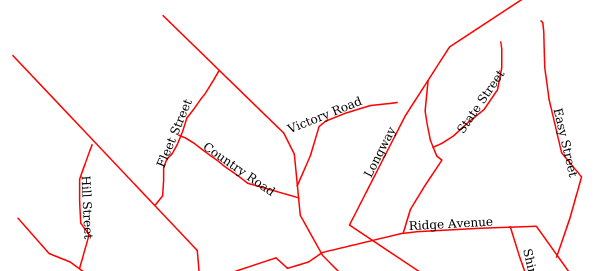 Fleet Street
Victory Road
State Street
Country Road
Longway
Easy Street
Hill Street
Ridge Avenue